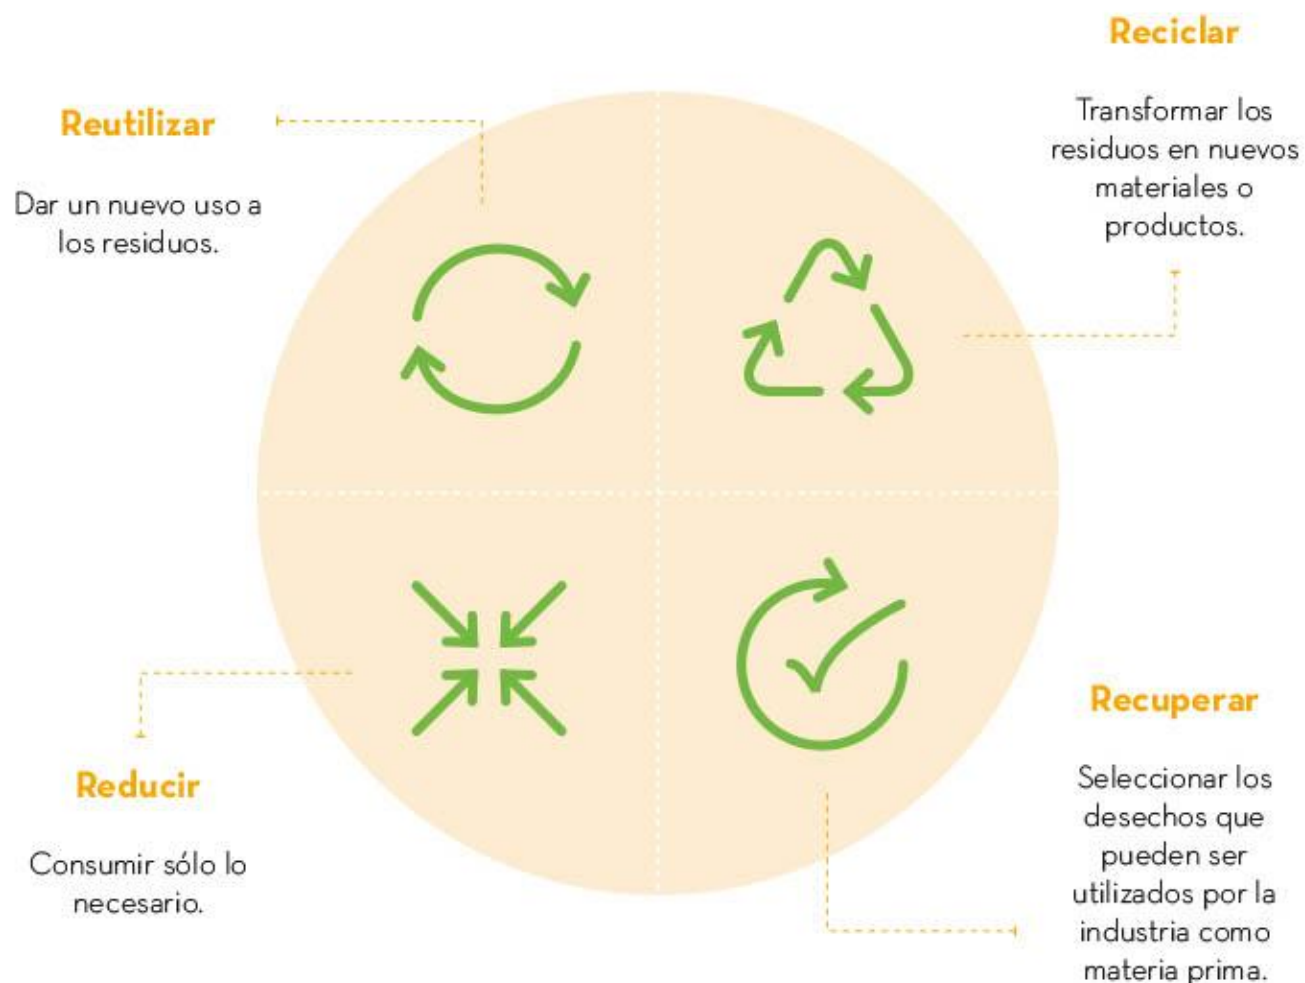 Reutilizar
Dar un nuevo uso a
los residuos.
Reciclar
Transformar los
residuos en nuevos
materiales o
productos.
Reducir
Consumir sólo lo
necesario.
Recuperar
Seleccionar los
desechos que
pueden ser
utilizados por la
industria como
materia prima.